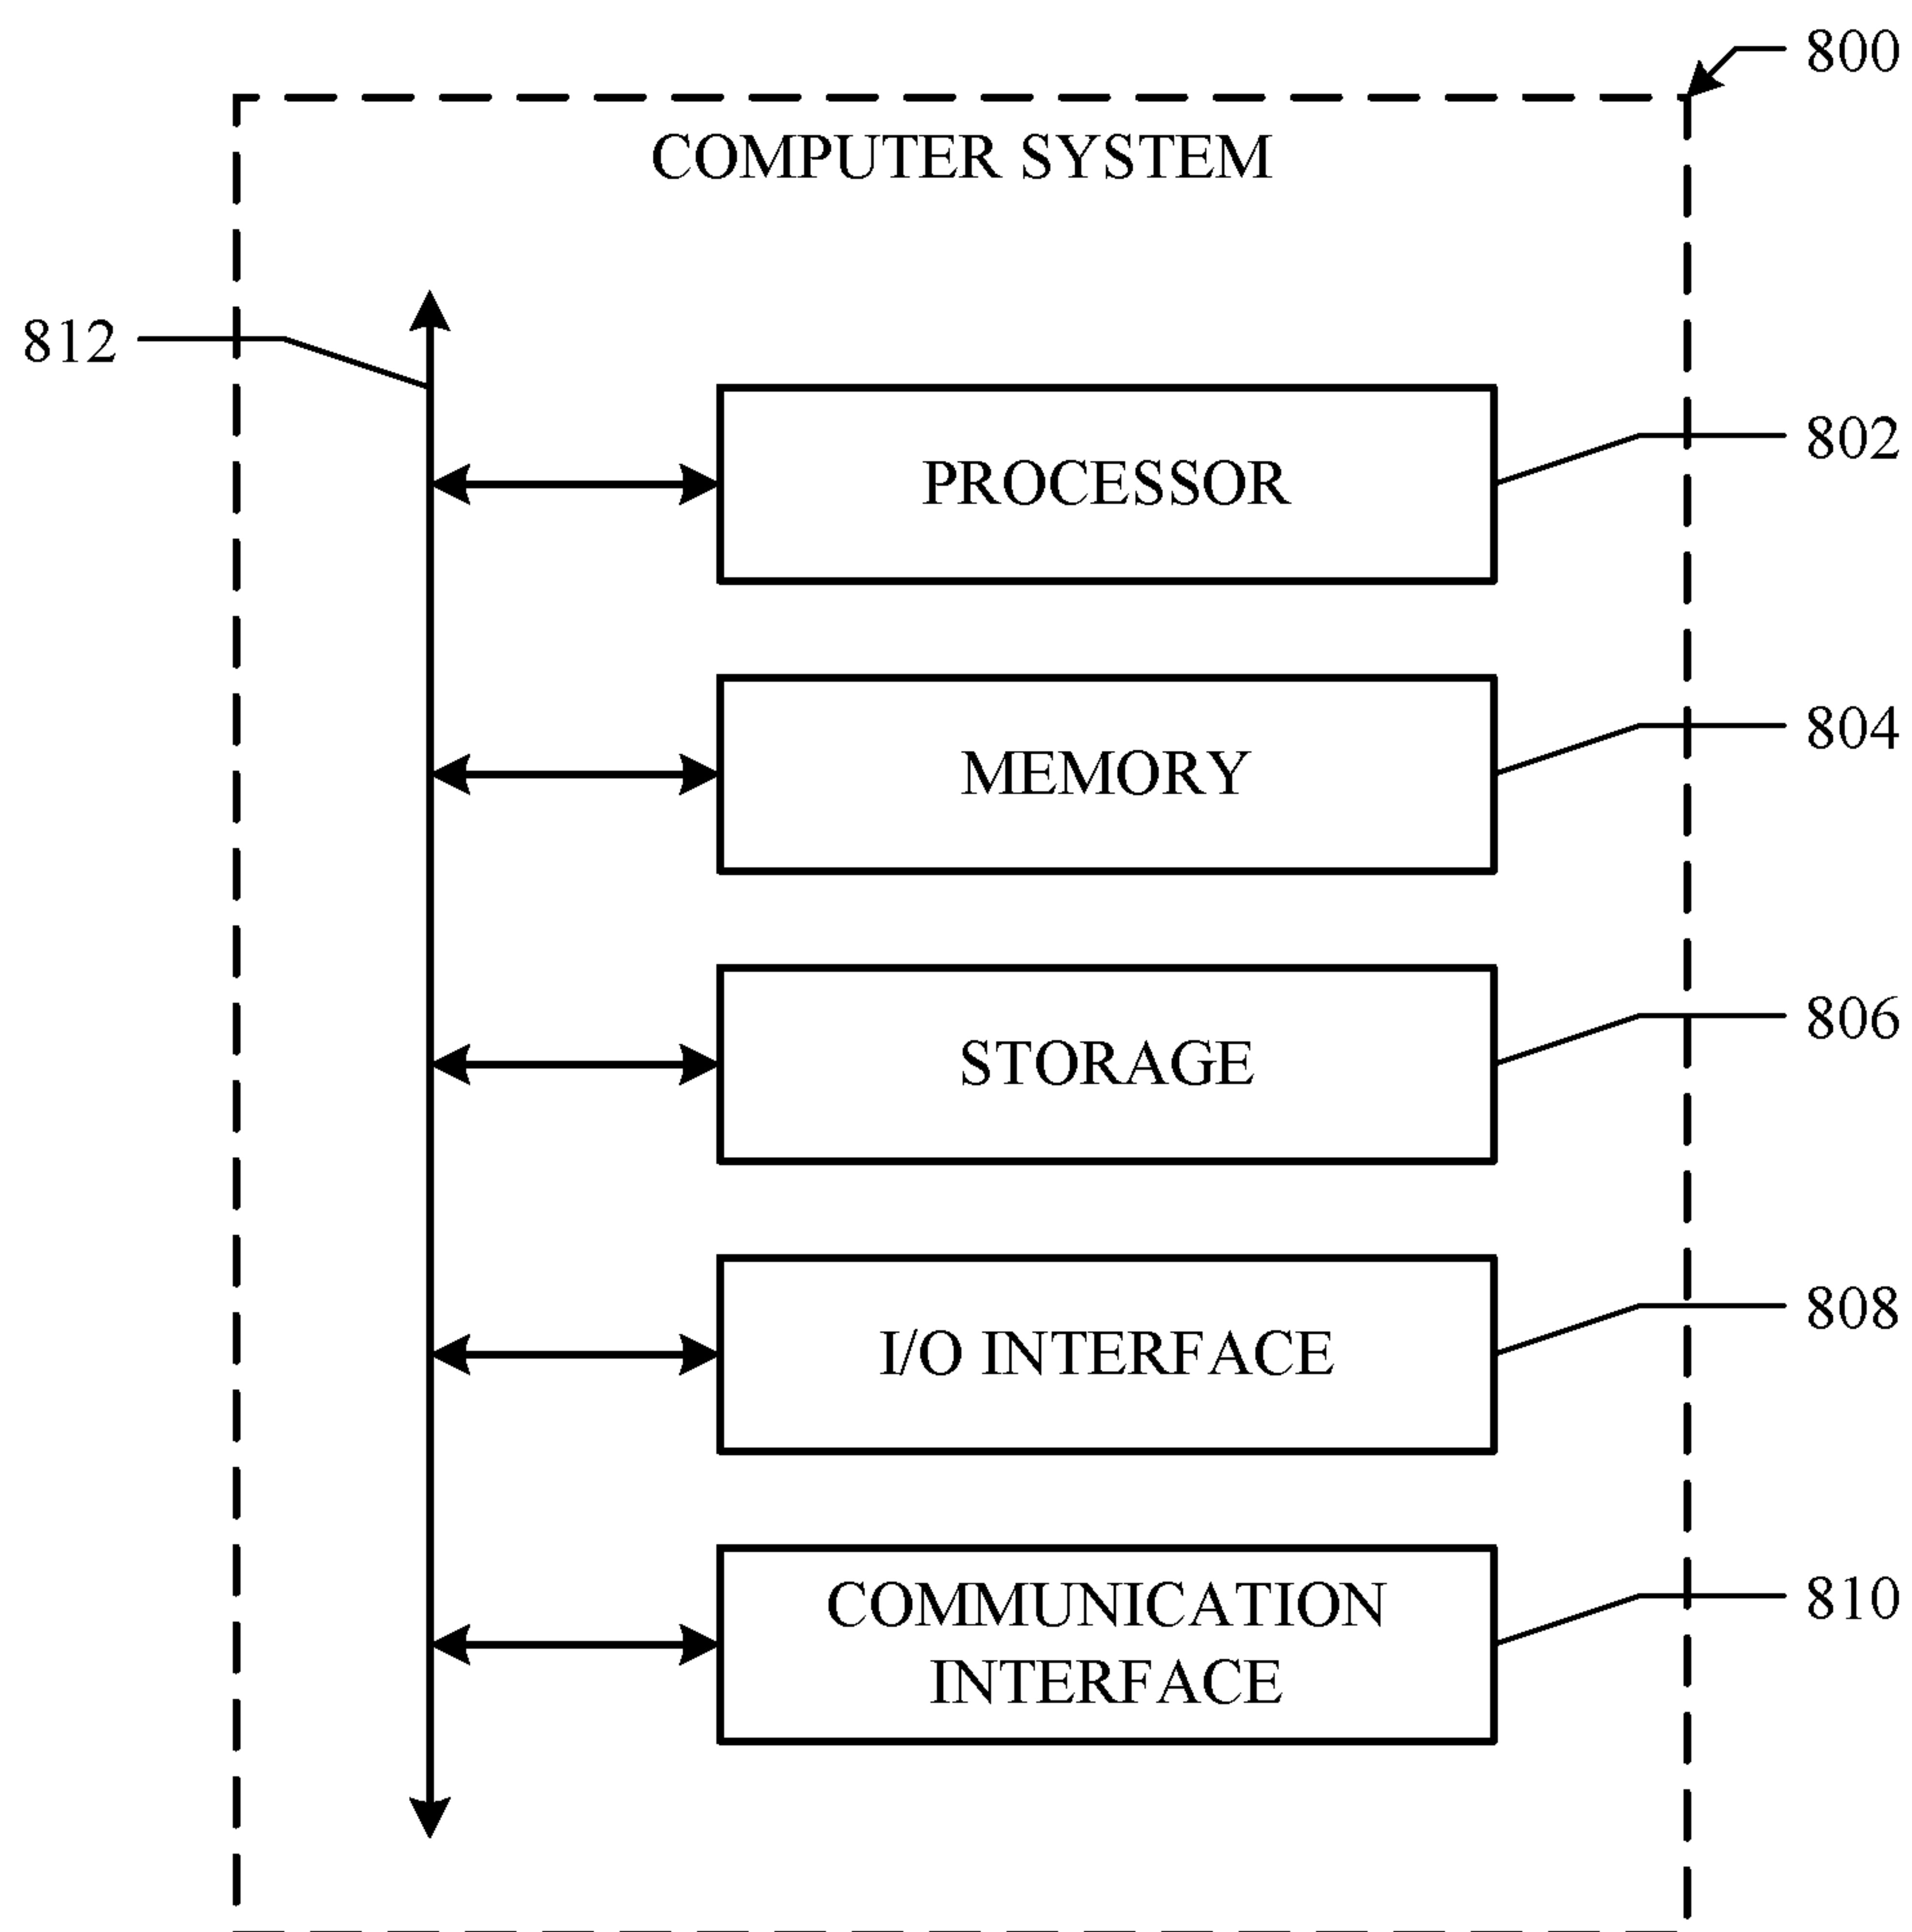 800
COMPUTER SYSTEM
812
802
PROCESSOR
804
MEMORY
806
STORAGE
808
I/O INTERFACE
810
COMMUNICATION
INTERFACE